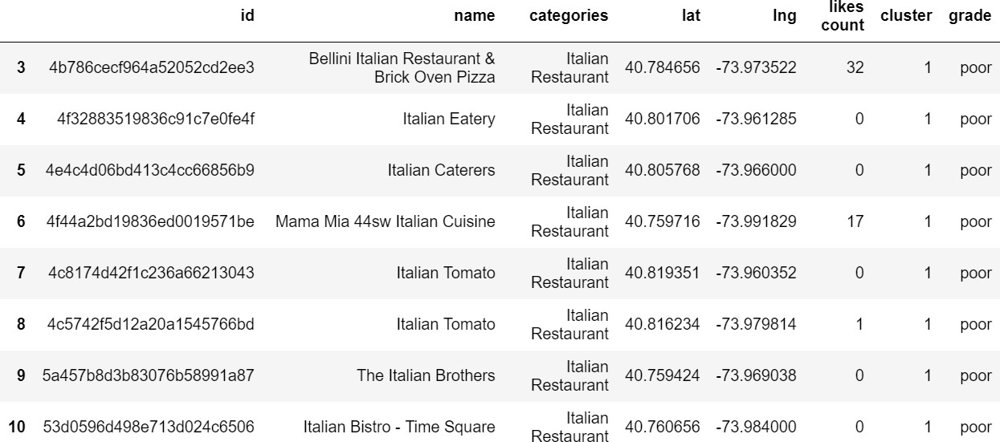 id name categories lat lng likes count cluster grade
3 4b786cecf964a52052cd2ee3 Bellini Italian Restaurant & Brick Oven Pizza Italian Restaurant 40.784656 -73.973522 32 1 poor
4 4f32883519836c91c7e0fe4f Italian Eatery Italian Restaurant 40.801706 -73.961285 0 1 poor
5 4e4c4d06bd413c4cc66856b9 Italian Caterers Italian Restaurant 40.805768 -73.966000 0 1 poor
6 4f44a2bd19836ed0019571be Mama Mia 44sw Italian Cuisine Italian Restaurant 40.759716 -73.991829 17 1 poor
7 4c8174d42f1c236a66213043 Italian Tomato Italian Restaurant 40.819351 -73.960352 0 1 poor
8 4c5742f5d12a20a1545766bd Italian Tomato Italian Restaurant 40.816234 -73.979814 1 1 poor
9 5a457b8d3b83076b58991a87 The Italian Brothers Italian Restaurant 40.759424 -73.969038 0 1 poor
10 53d0596d498e713d024c6506 Italian Bistro - Time Square Italian Restaurant 40.760656 -73.984000 0 1 poor